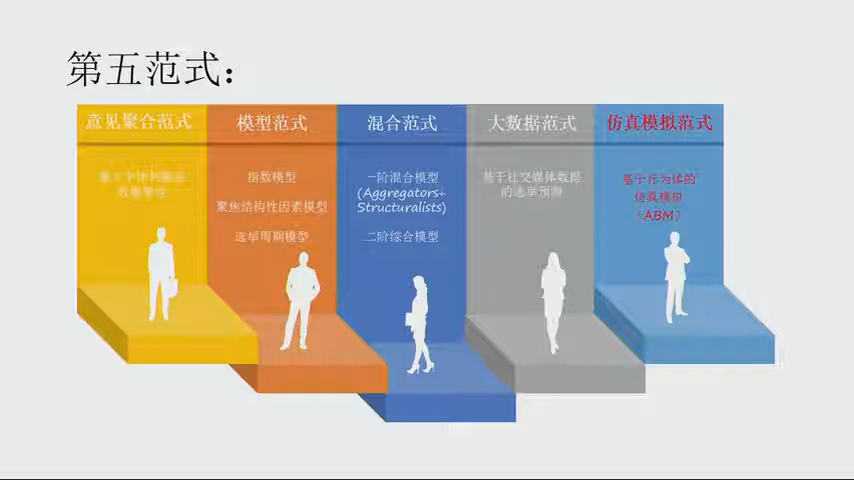 第五范式：
意见聚合范式
模型范式
指数模型
聚焦结构性因素模型
选举周期模型
混合范式
一阶混合模型
(Aggregators+
Structuralists)
二阶综合模型
大数据范式
基于社交媒体数据
的选举预测
仿真模拟范式
基于行为体的
仿真模拟
（ABM）